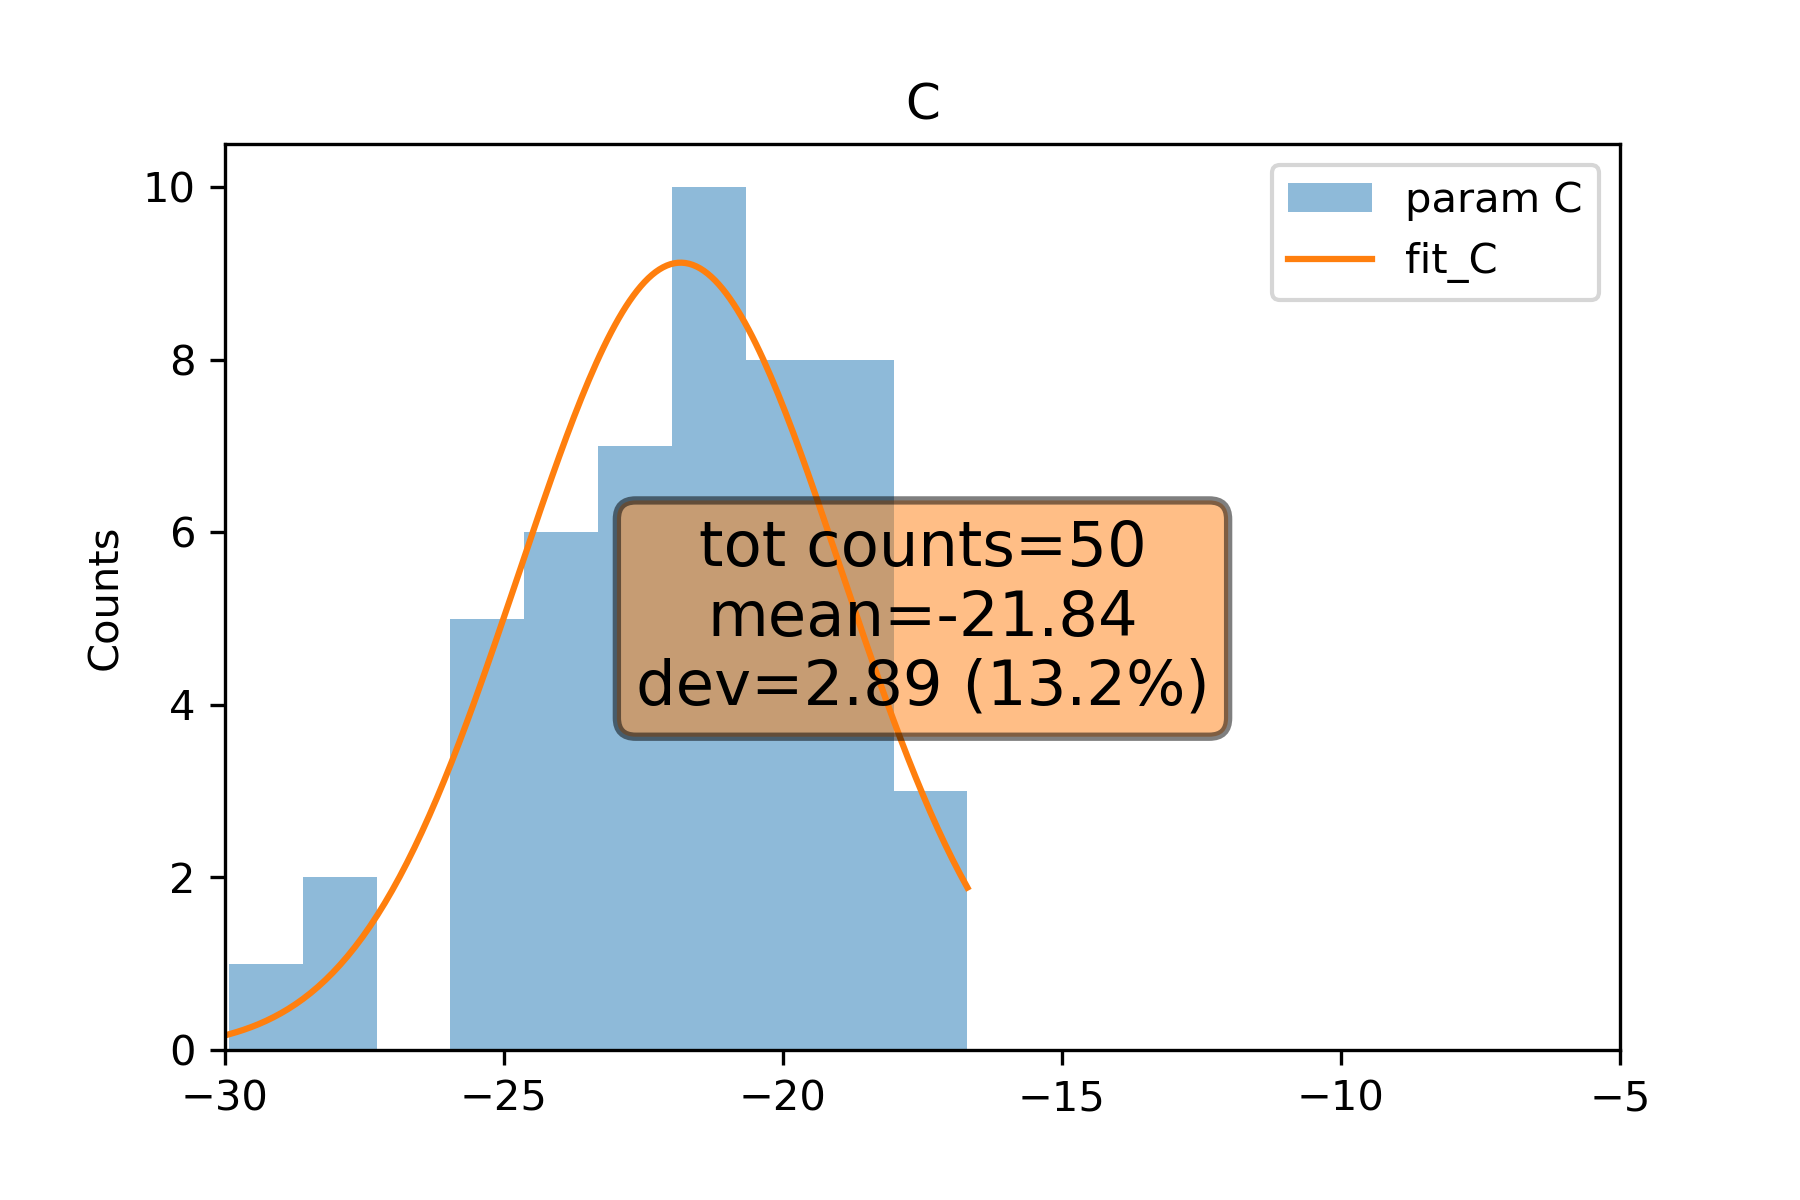 C
param C
fit_C
Counts
10
8
6
4
2
0
tot counts=50
mean=-21.84
dev=2.89 (13.2%)
−30 −25 −20 −15 −10 −5